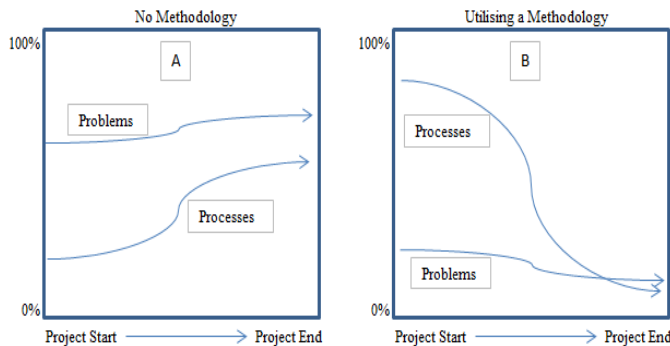 No Methodology
100%
A
Problems
Processes
0%
Project Start
Project End
Utilising a Methodology
100%
B
Processes
Problems
0%
Project Start
Project End